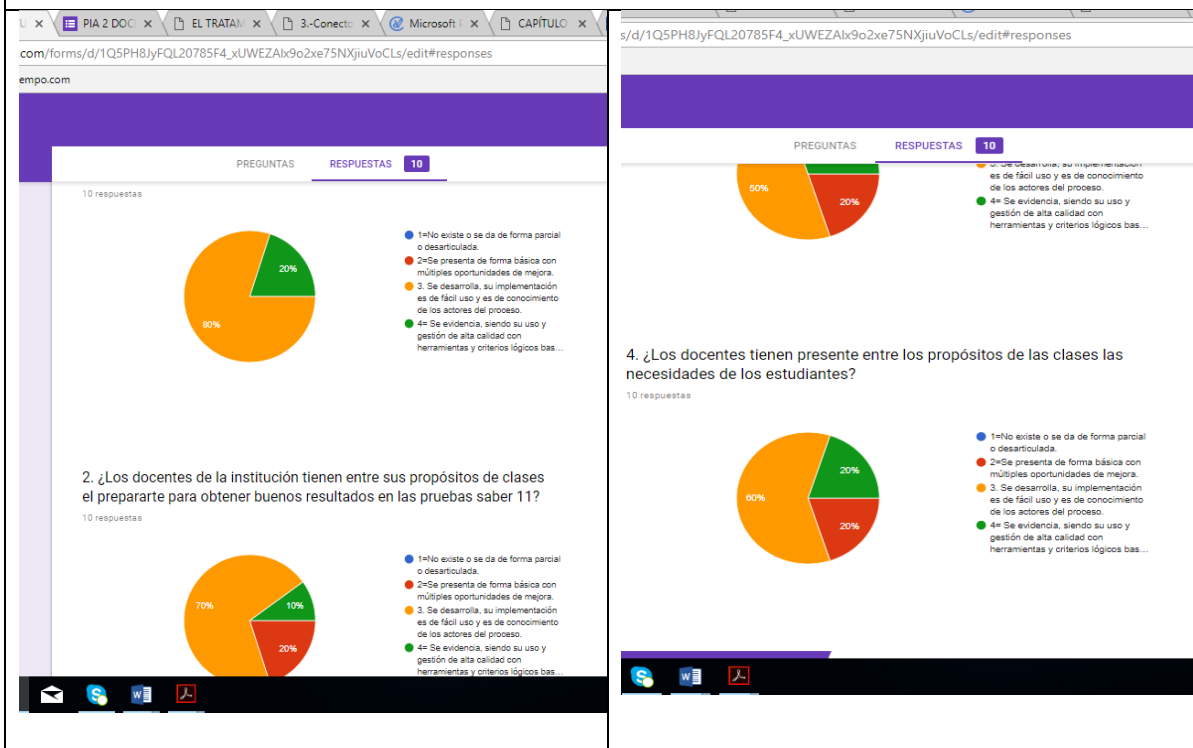 PIA 2 DOC
EL TRATAM
3.-Conecto
Microsoft
CAPÍTULO
com/forms/d/1Q5PH8JyFQL20785F4_xUWEZAIx9o2xe75NXjiuVoCLs/edit#responses
empo.com
PREGUNTAS RESPUESTAS 10
10 respuestas
20%
80%
1=No existe o se da de forma parcial
o desarticulada.
2=Se presenta de forma básica con
múltiples oportunidades de mejora.
3. Se desarrolla, su implementación
es de fácil uso y es de conocimiento
de los actores del proceso.
4= Se evidencia, siendo su uso y
gestión de alta calidad con
herramientas y criterios lógicos bas...
2. ¿Los docentes de la institución tienen entre sus propósitos de clases
el prepararte para obtener buenos resultados en las pruebas saber 11?
10 respuestas
70%
10%
20%
1=No existe o se da de forma parcial
o desarticulada.
2=Se presenta de forma básica con
múltiples oportunidades de mejora.
3. Se desarrolla, su implementación
es de fácil uso y es de conocimiento
de los actores del proceso.
4= Se evidencia, siendo su uso y
gestión de alta calidad con
herramientas y criterios lógicos bas...
s/d/1Q5PH8JyFQL20785F4_xUWEZAIx9o2xe75NXjiuVoCLs/edit#responses
PREGUNTAS RESPUESTAS 10
50%
20%
3. Se desarrolla, su implementación
es de fácil uso y es de conocimiento
de los actores del proceso.
4= Se evidencia, siendo su uso y
gestión de alta calidad con
herramientas y criterios lógicos bas...
4. ¿Los docentes tienen presente entre los propósitos de las clases las
necesidades de los estudiantes?
10 respuestas
20%
60%
20%
1=No existe o se da de forma parcial
o desarticulada.
2=Se presenta de forma básica con
múltiples oportunidades de mejora.
3. Se desarrolla, su implementación
es de fácil uso y es de conocimiento
de los actores del proceso.
4= Se evidencia, siendo su uso y
gestión de alta calidad con
herramientas y criterios lógicos bas...